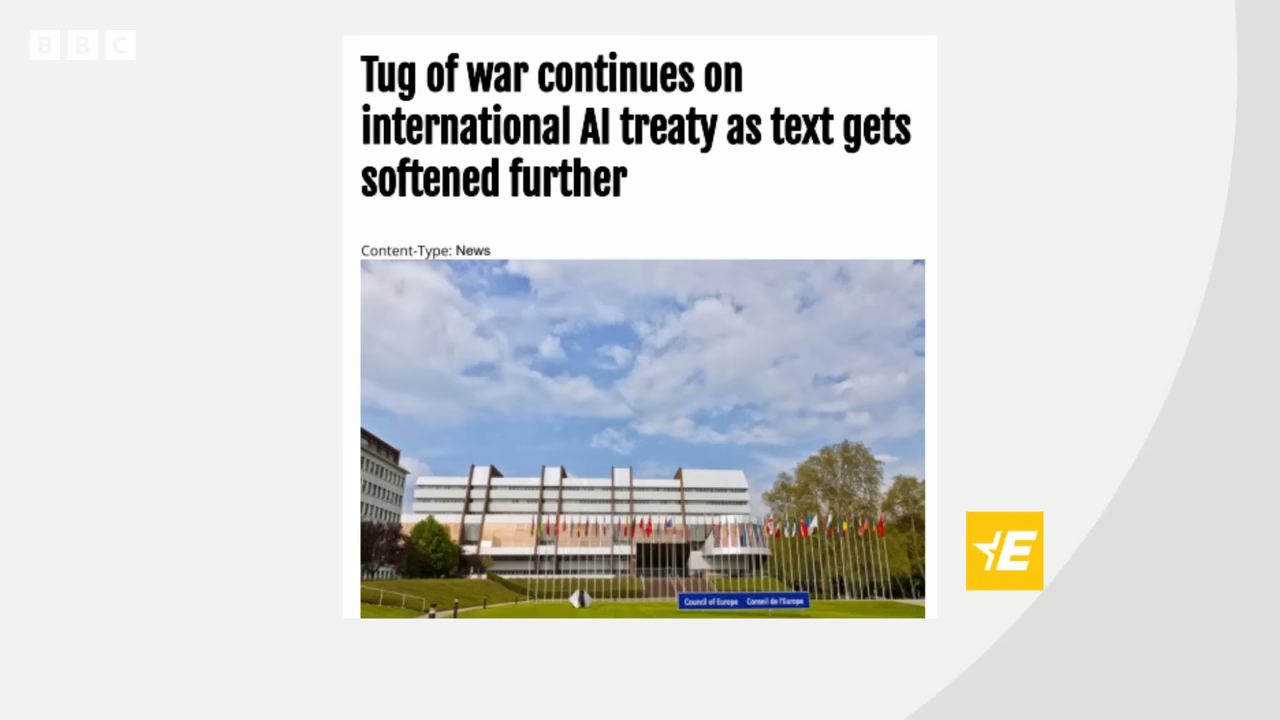 BBC
Tug of war continues on
international AI treaty as text gets
softened further
Content-Type: News
Council of Europe Conseil de l'Europe
E